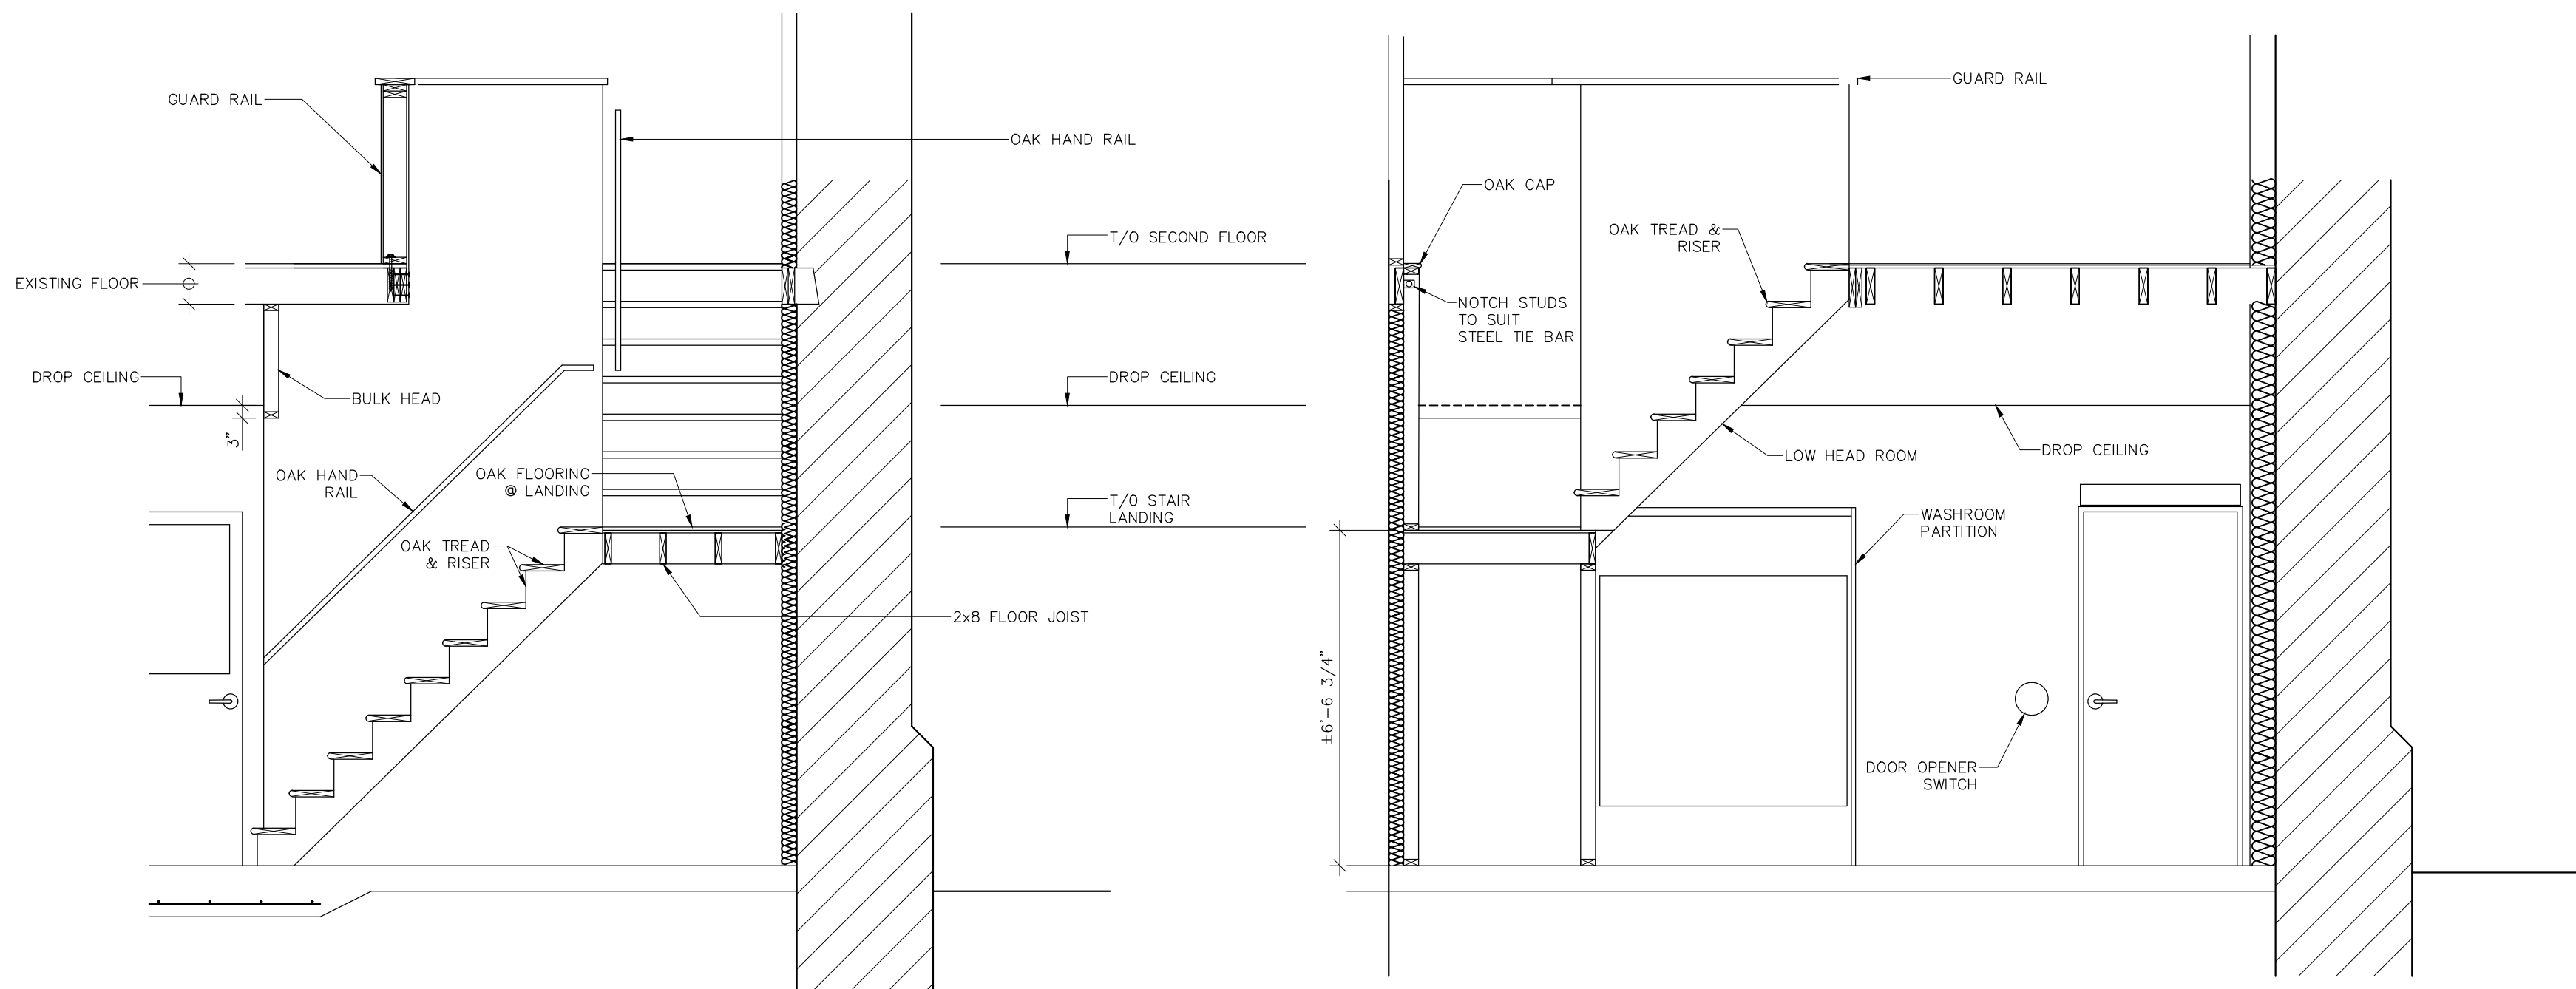 GUARD RAIL
OAK HAND RAIL
EXISTING FLOOR
DROP CEILING
BULK HEAD
3"
OAK HAND
RAIL
OAK FLOORING
@ LANDING
OAK TREAD
& RISER
2x8 FLOOR JOIST
T/O SECOND FLOOR
DROP CEILING
T/O STAIR
LANDING
GUARD RAIL
OAK CAP
OAK TREAD &
RISER
NOTCH STUDS
TO SUIT
STEEL TIE BAR
LOW HEAD ROOM
DROP CEILING
WASHROOM
PARTITION
±6'-6 3/4"
DOOR OPENER
SWITCH